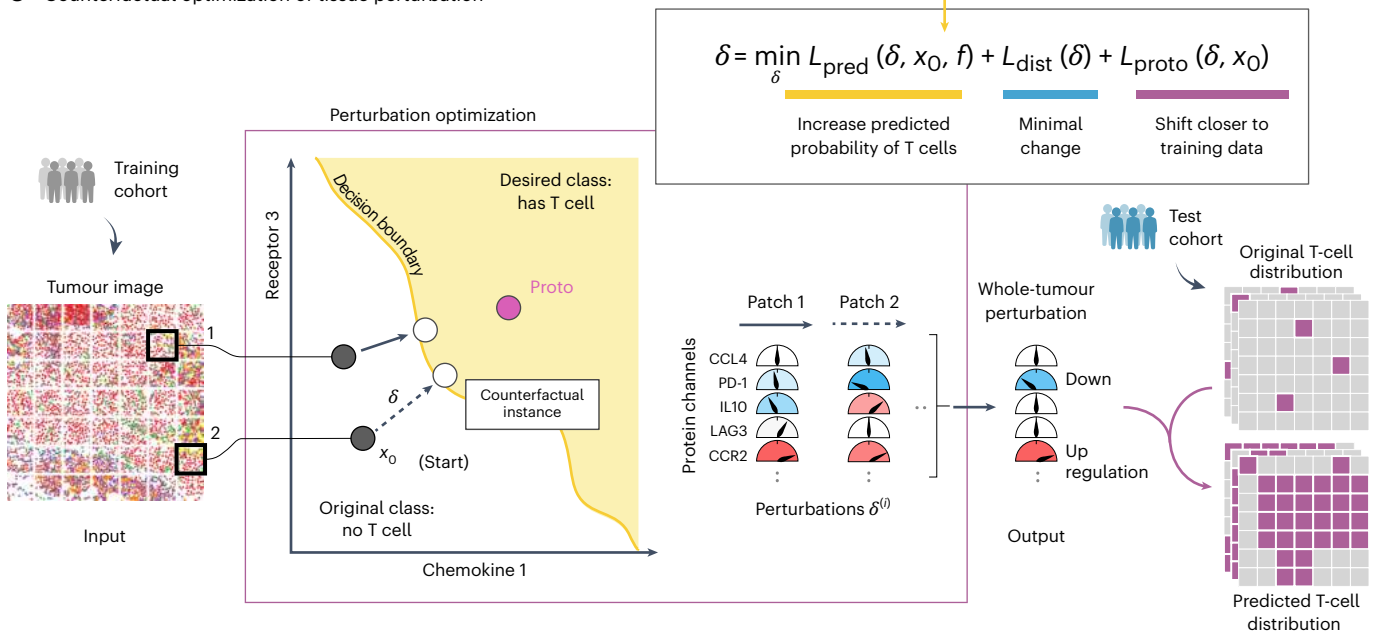 Counterfactual optimization of tissue perturbation
δ = min L_pred (δ, x_0, f) + L_dist (δ) + L_proto (δ, x_0)
δ
Increase predicted
probability of T cells
Minimal
change
Shift closer to
training data
Perturbation optimization
Training
cohort
Tumour image
1
2
Input
Receptor 3
Decision boundary
Desired class:
has T cell
Proto
Counterfactual
instance
δ
x_0
(Start)
Original class:
no T cell
Chemokine 1
Patch 1
Patch 2
Protein channels
CCL4
PD-1
IL10
LAG3
CCR2
Perturbations δ^(i)
Whole-tumour
perturbation
Down
Up
regulation
Output
Test
cohort
Original T-cell
distribution
Predicted T-cell
distribution